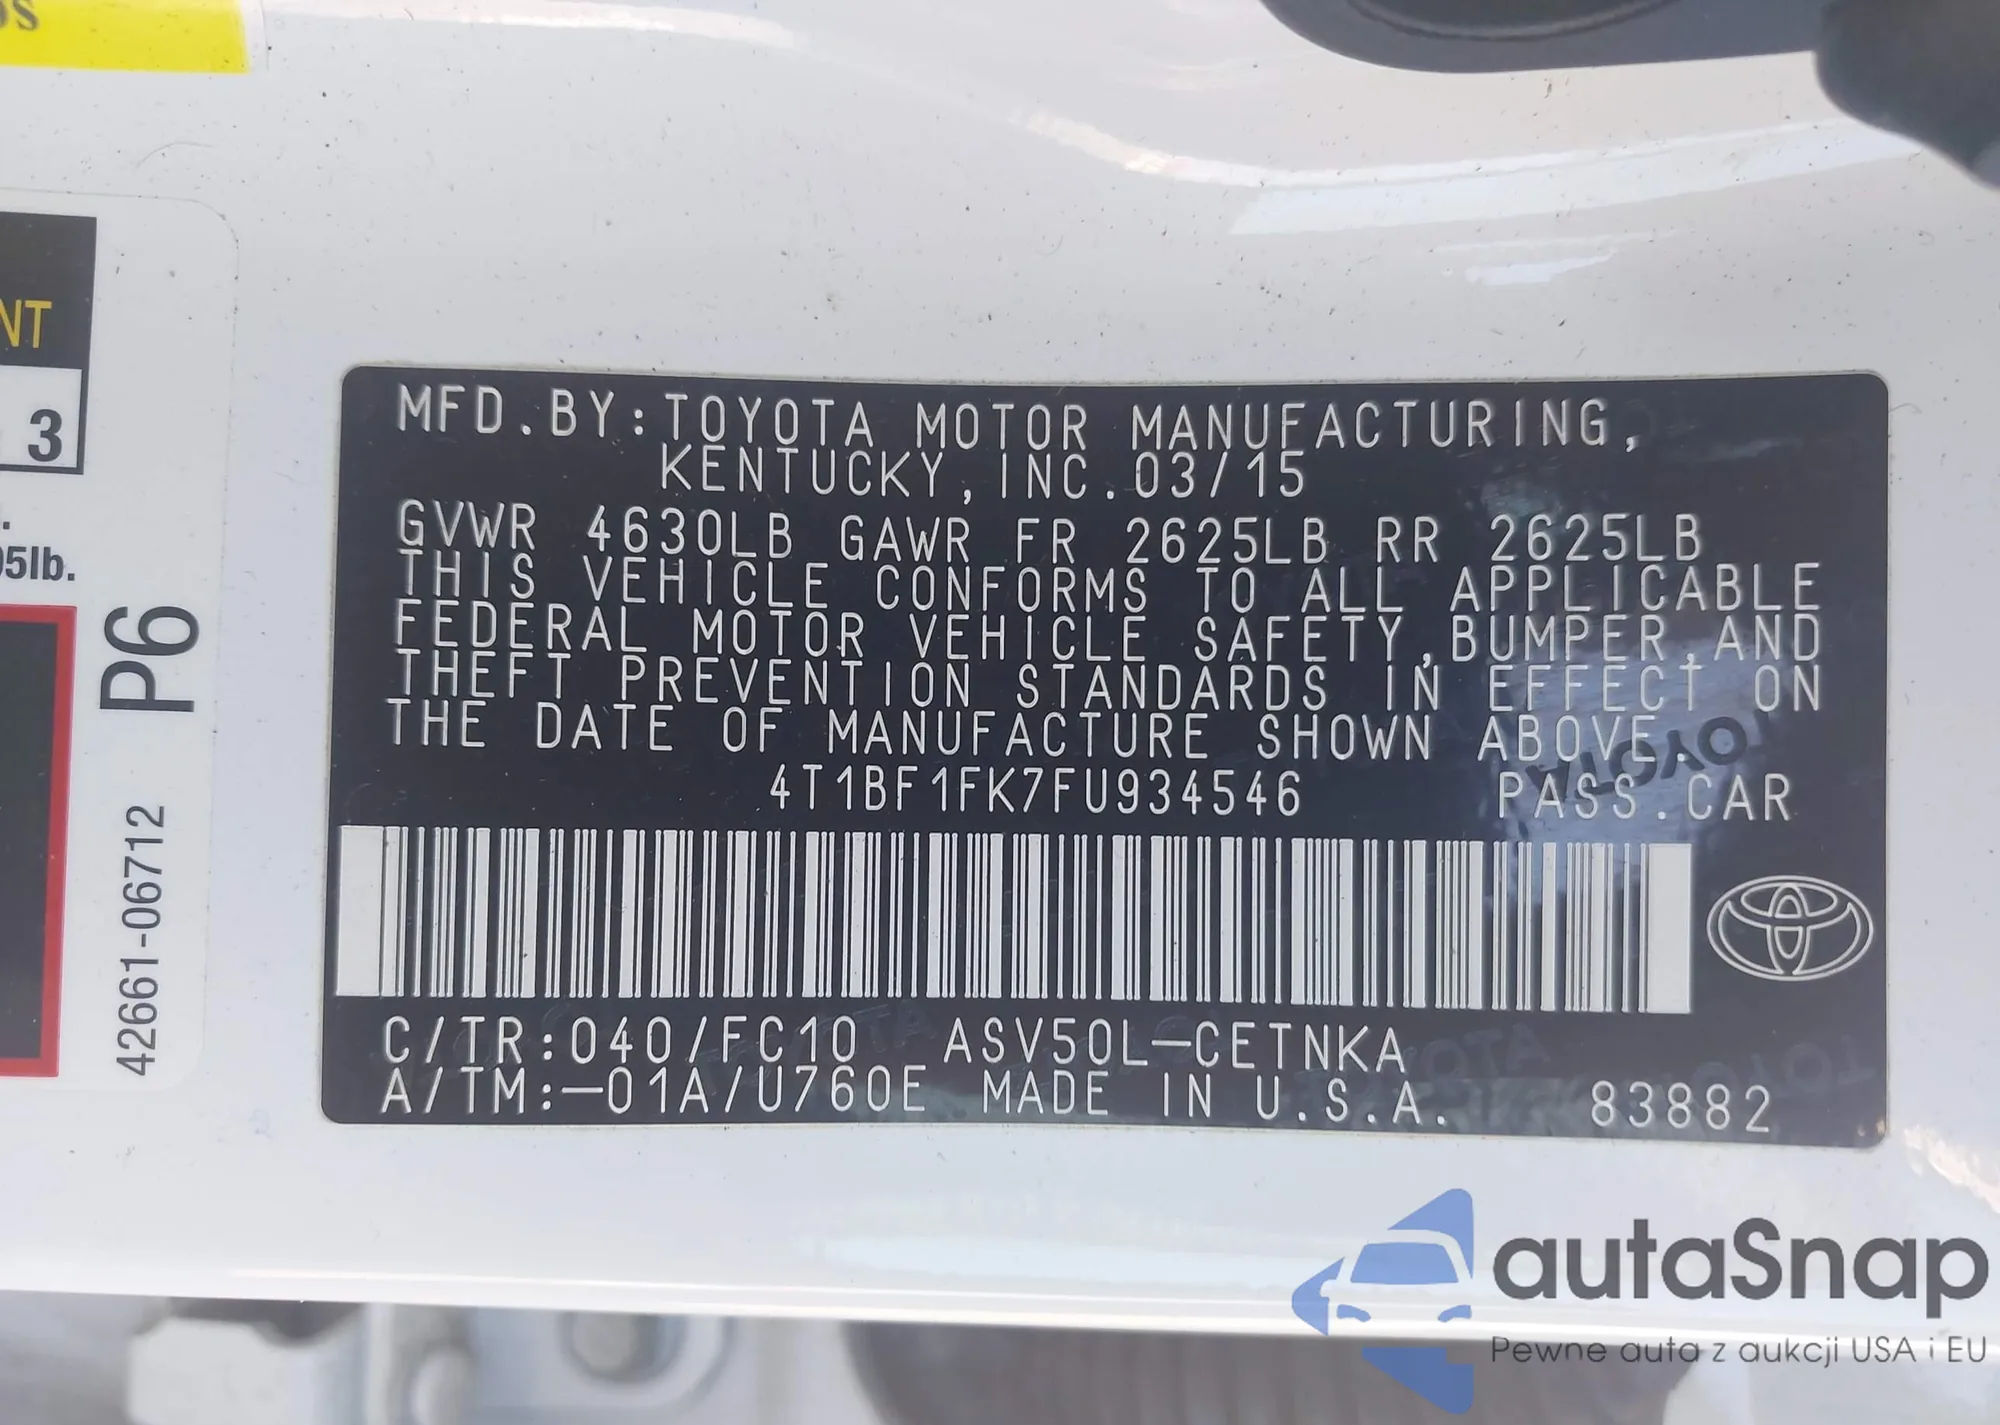 NT
3
05lb.
P6
42661-06712
MFD.BY:TOYOTA MOTOR MANUFACTURING,
KENTUCKY,INC.03/15
GVWR 4630LB GAWR FR 2625LB RR 2625LB
THIS VEHICLE CONFORMS TO ALL APPLICABLE
FEDERAL MOTOR VEHICLE SAFETY,BUMPER,AND
THEFT PREVENTION STANDARDS IN EFFECT ON
THE DATE OF MANUFACTURE SHOWN ABOVE.
4T1BF1FK7FU934546 PASS.CAR
TOYOTA
C/TR:040/FC10 ASV50L-CETNKA
A/TM:-01A/U760E MADE IN U.S.A. 83882
autaSnap
Pewne auta z aukcji USA i EU